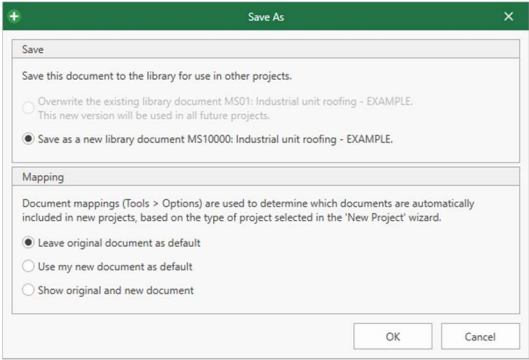 Save As
Save
Save this document to the library for use in other projects.
Overwrite the existing library document MS01: Industrial unit roofing - EXAMPLE.
This new version will be used in all future projects.
Save as a new library document MS10000: Industrial unit roofing - EXAMPLE.
Mapping
Document mappings (Tools > Options) are used to determine which documents are automatically
included in new projects, based on the type of project selected in the 'New Project' wizard.
Leave original document as default
Use my new document as default
Show original and new document
OK
Cancel